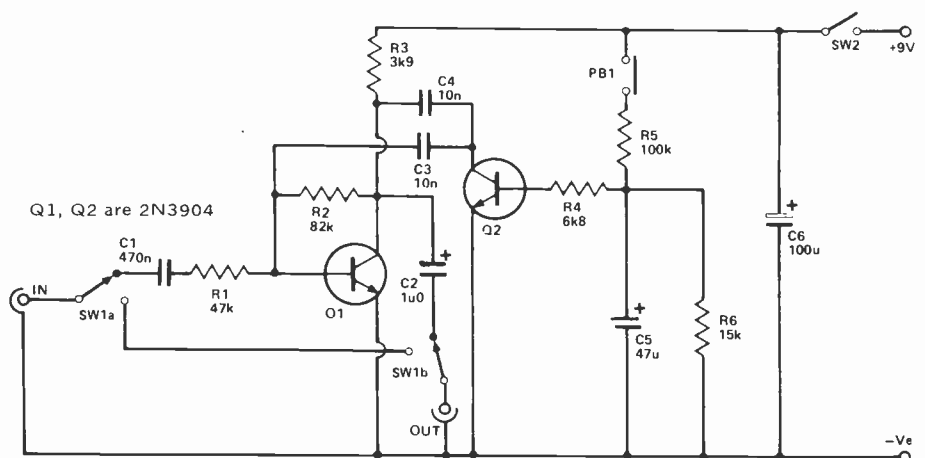 R3
3k9
C4
10n
C3
10n
PB1
SW2
+9V
R5
100k
R2
82k
Q2
R4
6k8
Q1, Q2 are 2N3904
C1
470n
R1
47k
O1
C2
1u0
+
+
C5
47u
R6
15k
+
C6
100u
IN
SW1a
SW1b
OUT
–Ve